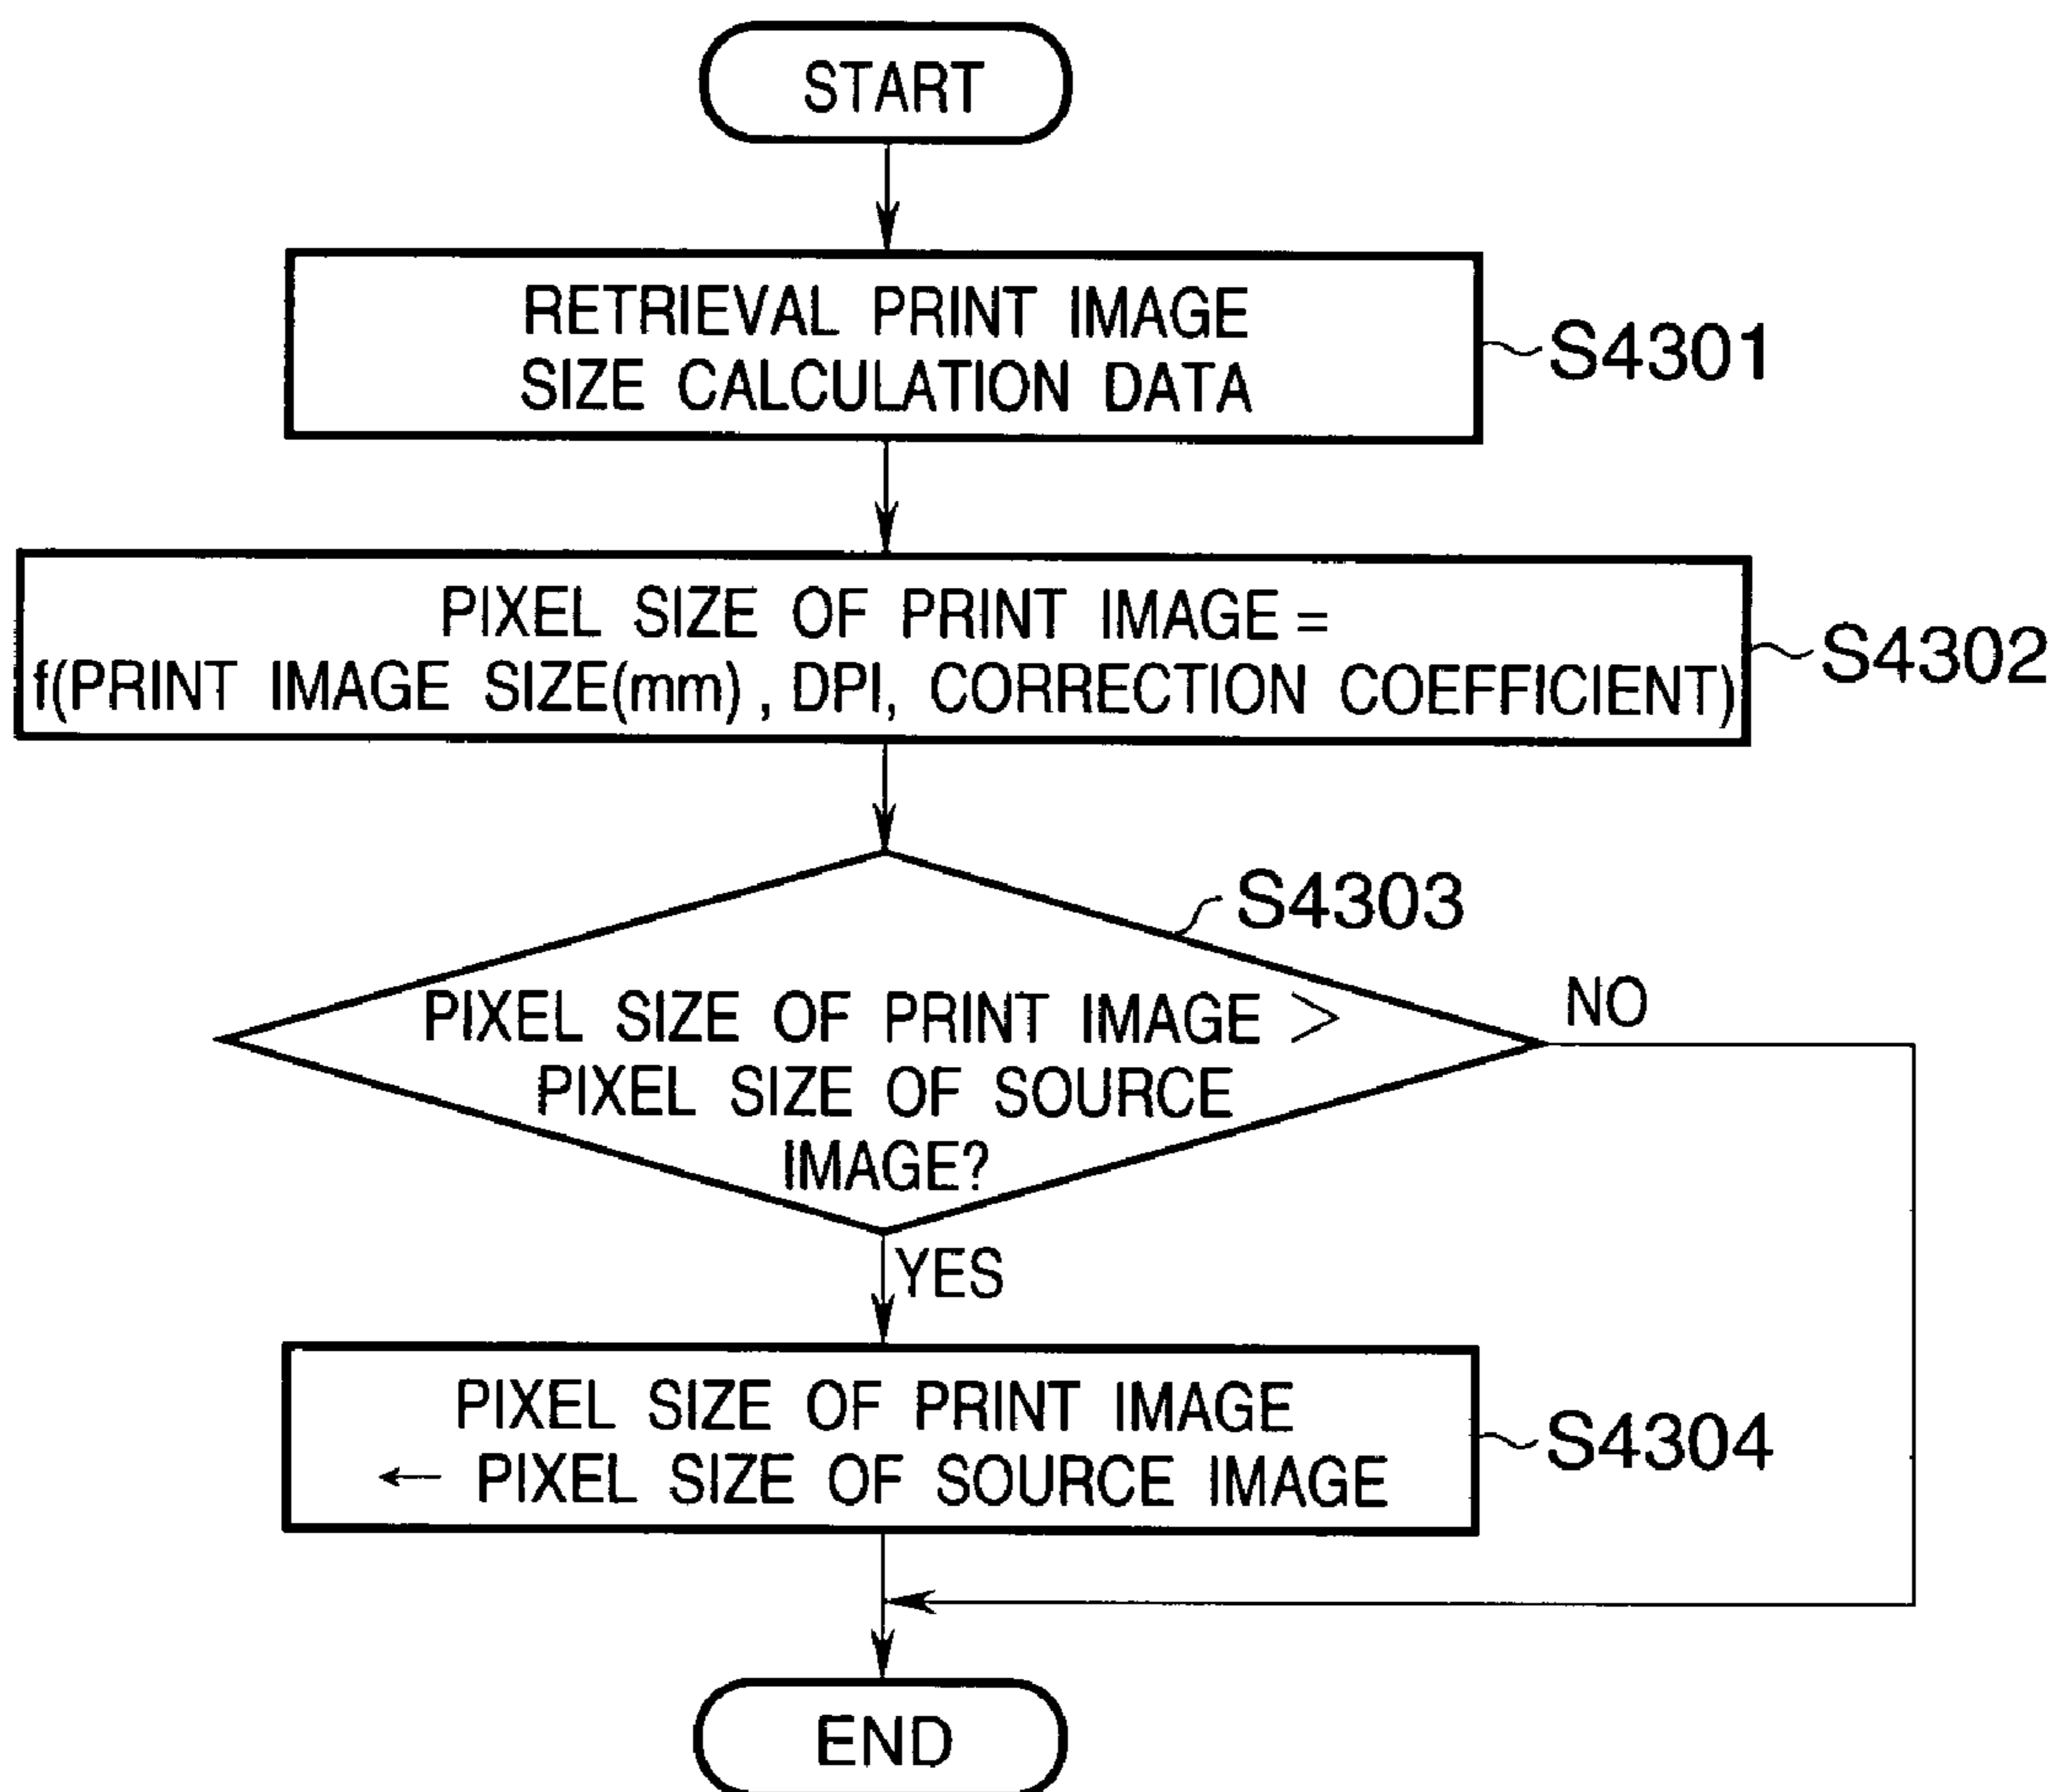 START
RETRIEVAL PRINT IMAGE
SIZE CALCULATION DATA
S4301
PIXEL SIZE OF PRINT IMAGE =
f(PRINT IMAGE SIZE(mm), DPI, CORRECTION COEFFICIENT)
S4302
S4303
PIXEL SIZE OF PRINT IMAGE >
PIXEL SIZE OF SOURCE
IMAGE?
NO
YES
PIXEL SIZE OF PRINT IMAGE
← PIXEL SIZE OF SOURCE IMAGE
S4304
END